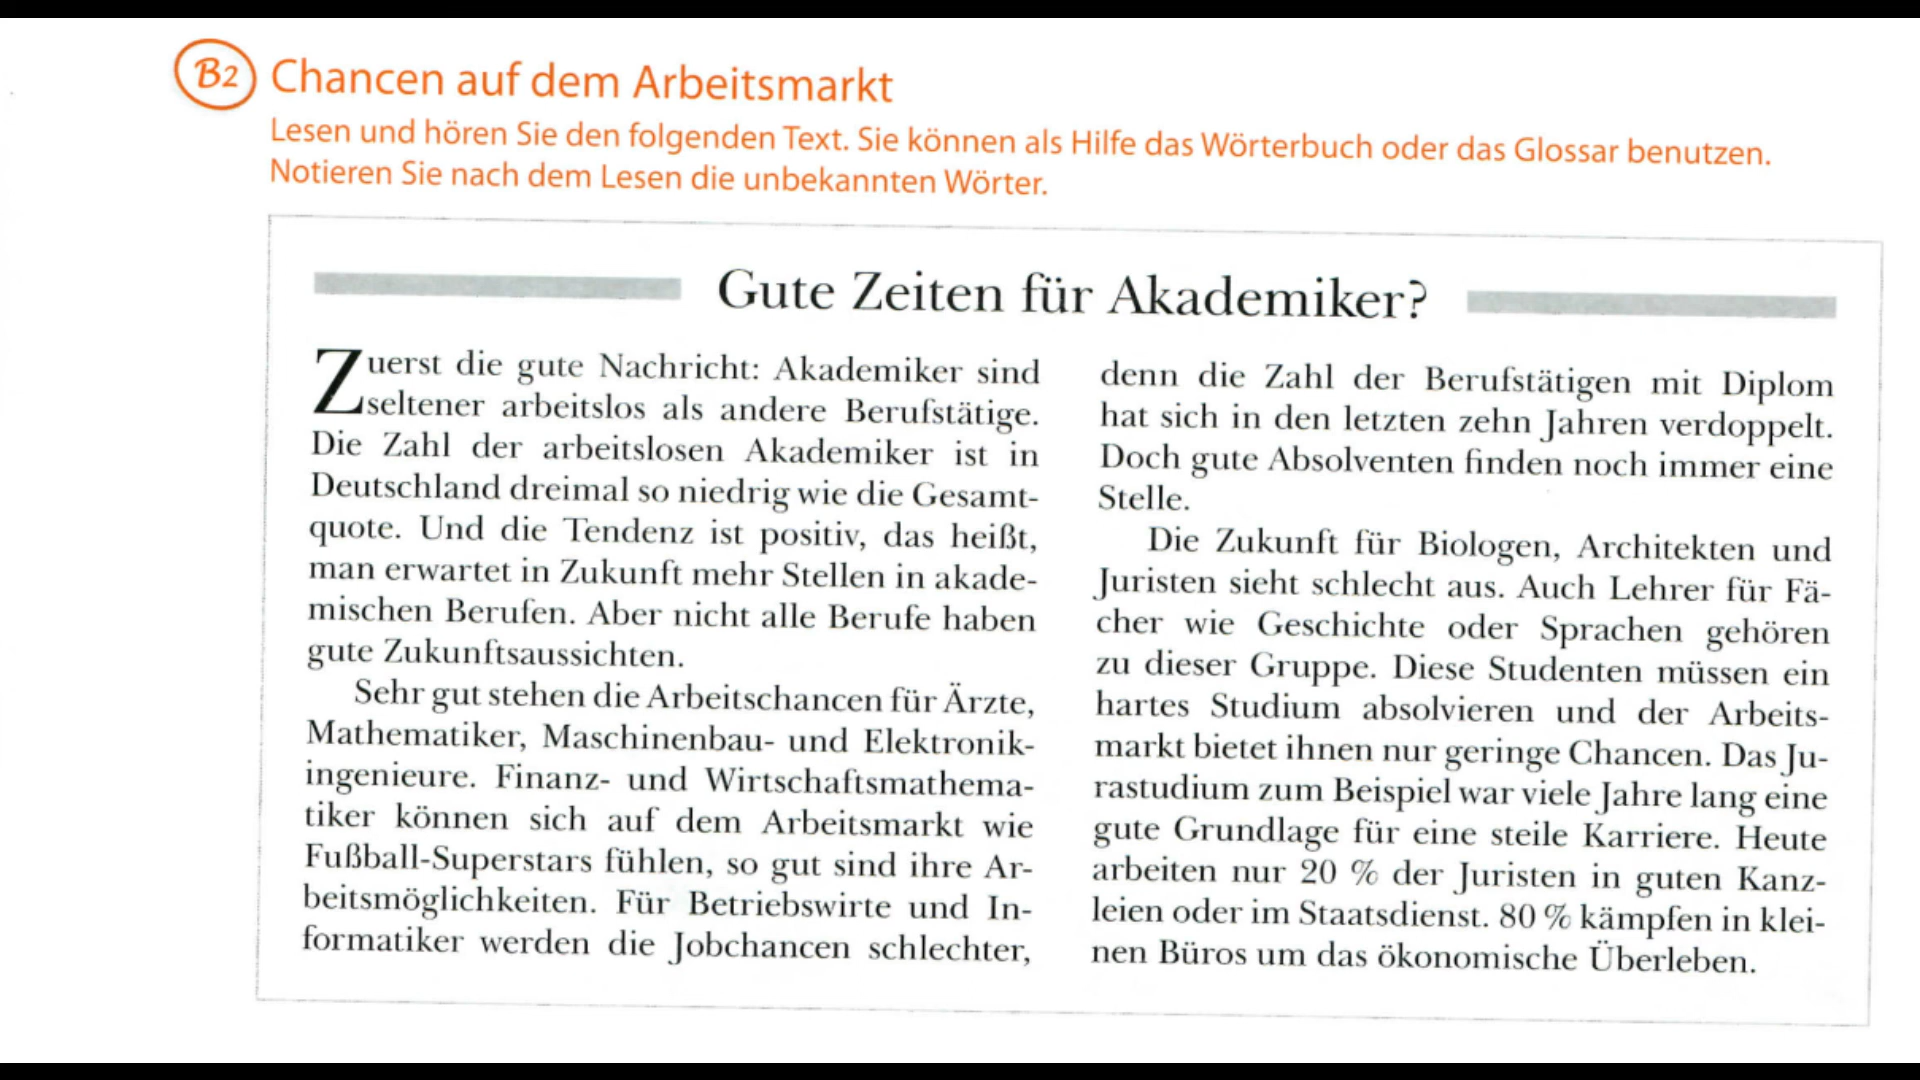 B2 Chancen auf dem Arbeitsmarkt
Lesen und hören Sie den folgenden Text. Sie können als Hilfe das Wörterbuch oder das Glossar benutzen.
Notieren Sie nach dem Lesen die unbekannten Wörter.
Gute Zeiten für Akademiker?
Zuerst die gute Nachricht: Akademiker sind
seltener arbeitslos als andere Berufstätige.
Die Zahl der arbeitslosen Akademiker ist in
Deutschland dreimal so niedrig wie die Gesamt-
quote. Und die Tendenz ist positiv, das heißt,
man erwartet in Zukunft mehr Stellen in akade-
mischen Berufen. Aber nicht alle Berufe haben
gute Zukunftsaussichten.
Sehr gut stehen die Arbeitschancen für Ärzte,
Mathematiker, Maschinenbau- und Elektronik-
ingenieure. Finanz- und Wirtschaftsmathema-
tiker können sich auf dem Arbeitsmarkt wie
Fußball-Superstars fühlen, so gut sind ihre Ar-
beitsmöglichkeiten. Für Betriebswirte und In-
formatiker werden die Jobchancen schlechter,
denn die Zahl der Berufstätigen mit Diplom
hat sich in den letzten zehn Jahren verdoppelt.
Doch gute Absolventen finden noch immer eine
Stelle.
Die Zukunft für Biologen, Architekten und
Juristen sieht schlecht aus. Auch Lehrer für Fä-
cher wie Geschichte oder Sprachen gehören
zu dieser Gruppe. Diese Studenten müssen ein
hartes Studium absolvieren und der Arbeits-
markt bietet ihnen nur geringe Chancen. Das Ju-
rastudium zum Beispiel war viele Jahre lang eine
gute Grundlage für eine steile Karriere. Heute
arbeiten nur 20 % der Juristen in guten Kanz-
leien oder im Staatsdienst. 80 % kämpfen in klei-
nen Büros um das ökonomische Überleben.